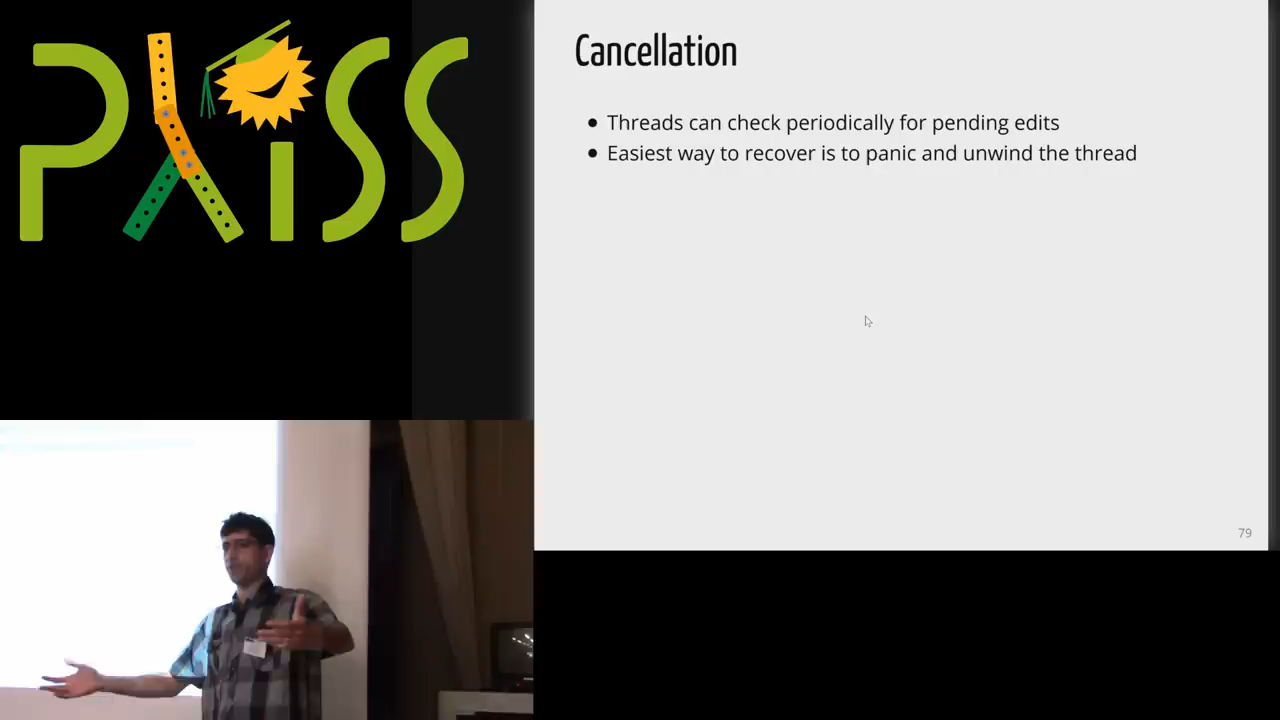 PLISS
Cancellation
• Threads can check periodically for pending edits
• Easiest way to recover is to panic and unwind the thread
79